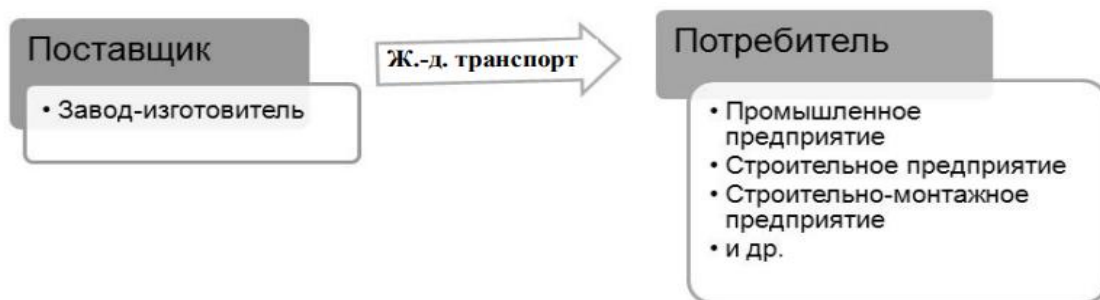 Поставщик
• Завод-изготовитель
Ж.-д. транспорт
Потребитель
• Промышленное
предприятие
• Строительное предприятие
• Строительно-монтажное
предприятие
• и др.